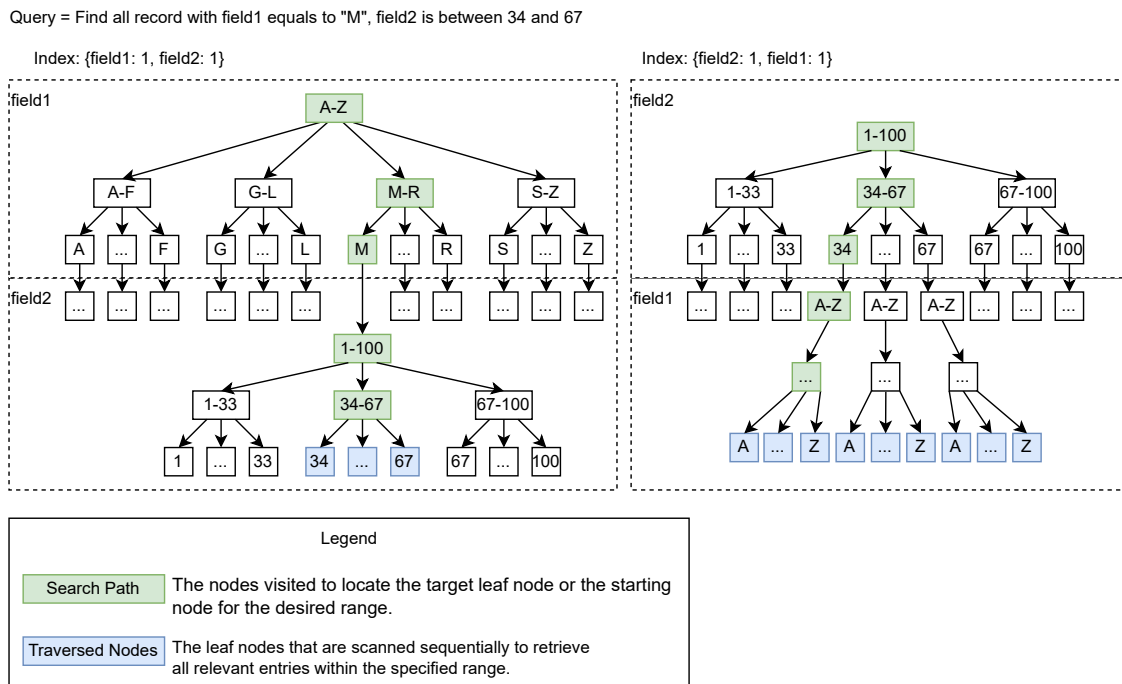 Query = Find all record with field1 equals to "M", field2 is between 34 and 67
Index: {field1: 1, field2: 1}
field1
A-Z
A-F
G-L
M-R
S-Z
A
...
F
G
...
L
M
...
R
S
...
Z
field2
...
...
...
...
...
...
...
...
...
...
...
1-100
1-33
34-67
67-100
1
...
33
34
...
67
67
...
100
Index: {field2: 1, field1: 1}
field2
1-100
1-33
34-67
67-100
1
...
33
34
...
67
67
...
100
field1
...
...
...
A-Z
A-Z
A-Z
...
...
...
...
...
...
A
...
Z
A
...
Z
A
...
Z
Legend
Search Path
The nodes visited to locate the target leaf node or the starting
node for the desired range.
Traversed Nodes
The leaf nodes that are scanned sequentially to retrieve
all relevant entries within the specified range.